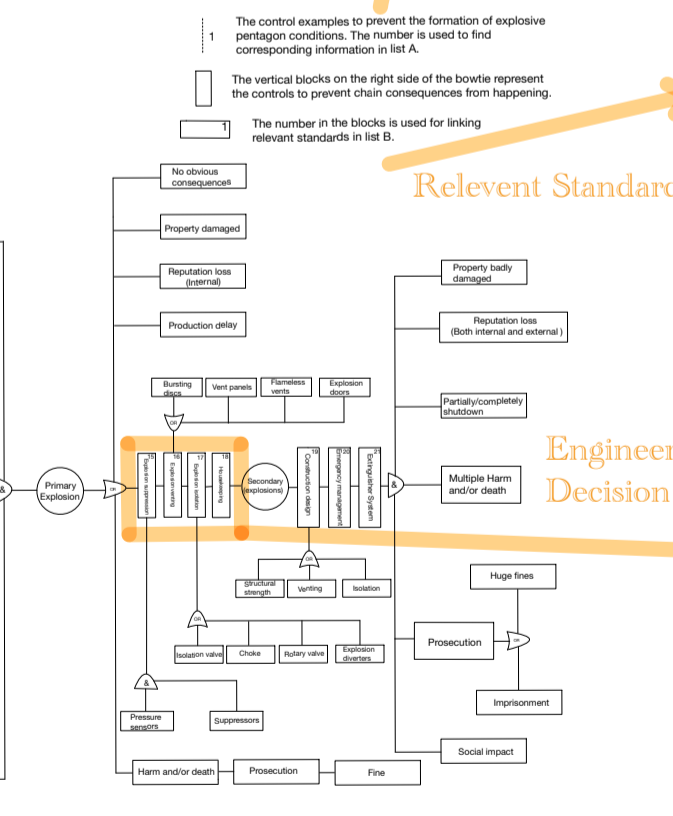 The control examples to prevent the formation of explosive
1 pentagon conditions. The number is used to find
corresponding information in list A.
The vertical blocks on the right side of the bowtie represent
the controls to prevent chain consequences from happening.
1 The number in the blocks is used for linking
relevant standards in list B.
Relevent Standard
No obvious
consequences
Property damaged
Reputation loss
(Internal)
Production delay
Property badly
damaged
Reputation loss
(Both internal and external )
Partially/completely
shutdown
Engineer
Decision
Bursting
discs
Vent panels
Flameless
vents
Explosion
doors
OR
&
Primary
Explosion
OR
15
Explosion suppression
16
Explosion venting
17
Explosion isolation
18
Housekeeping
Secondary
(explosions)
19
Construction design
20
Emergency management
21
Extinguisher System
&
Multiple Harm
and/or death
OR
Structural
strength
Venting
Isolation
Huge fines
OR
Isolation valve
Choke
Rotary valve
Explosion
diverters
Prosecution
OR
Imprisonment
&
Pressure
sensors
Suppressors
Social impact
Harm and/or death
Prosecution
Fine